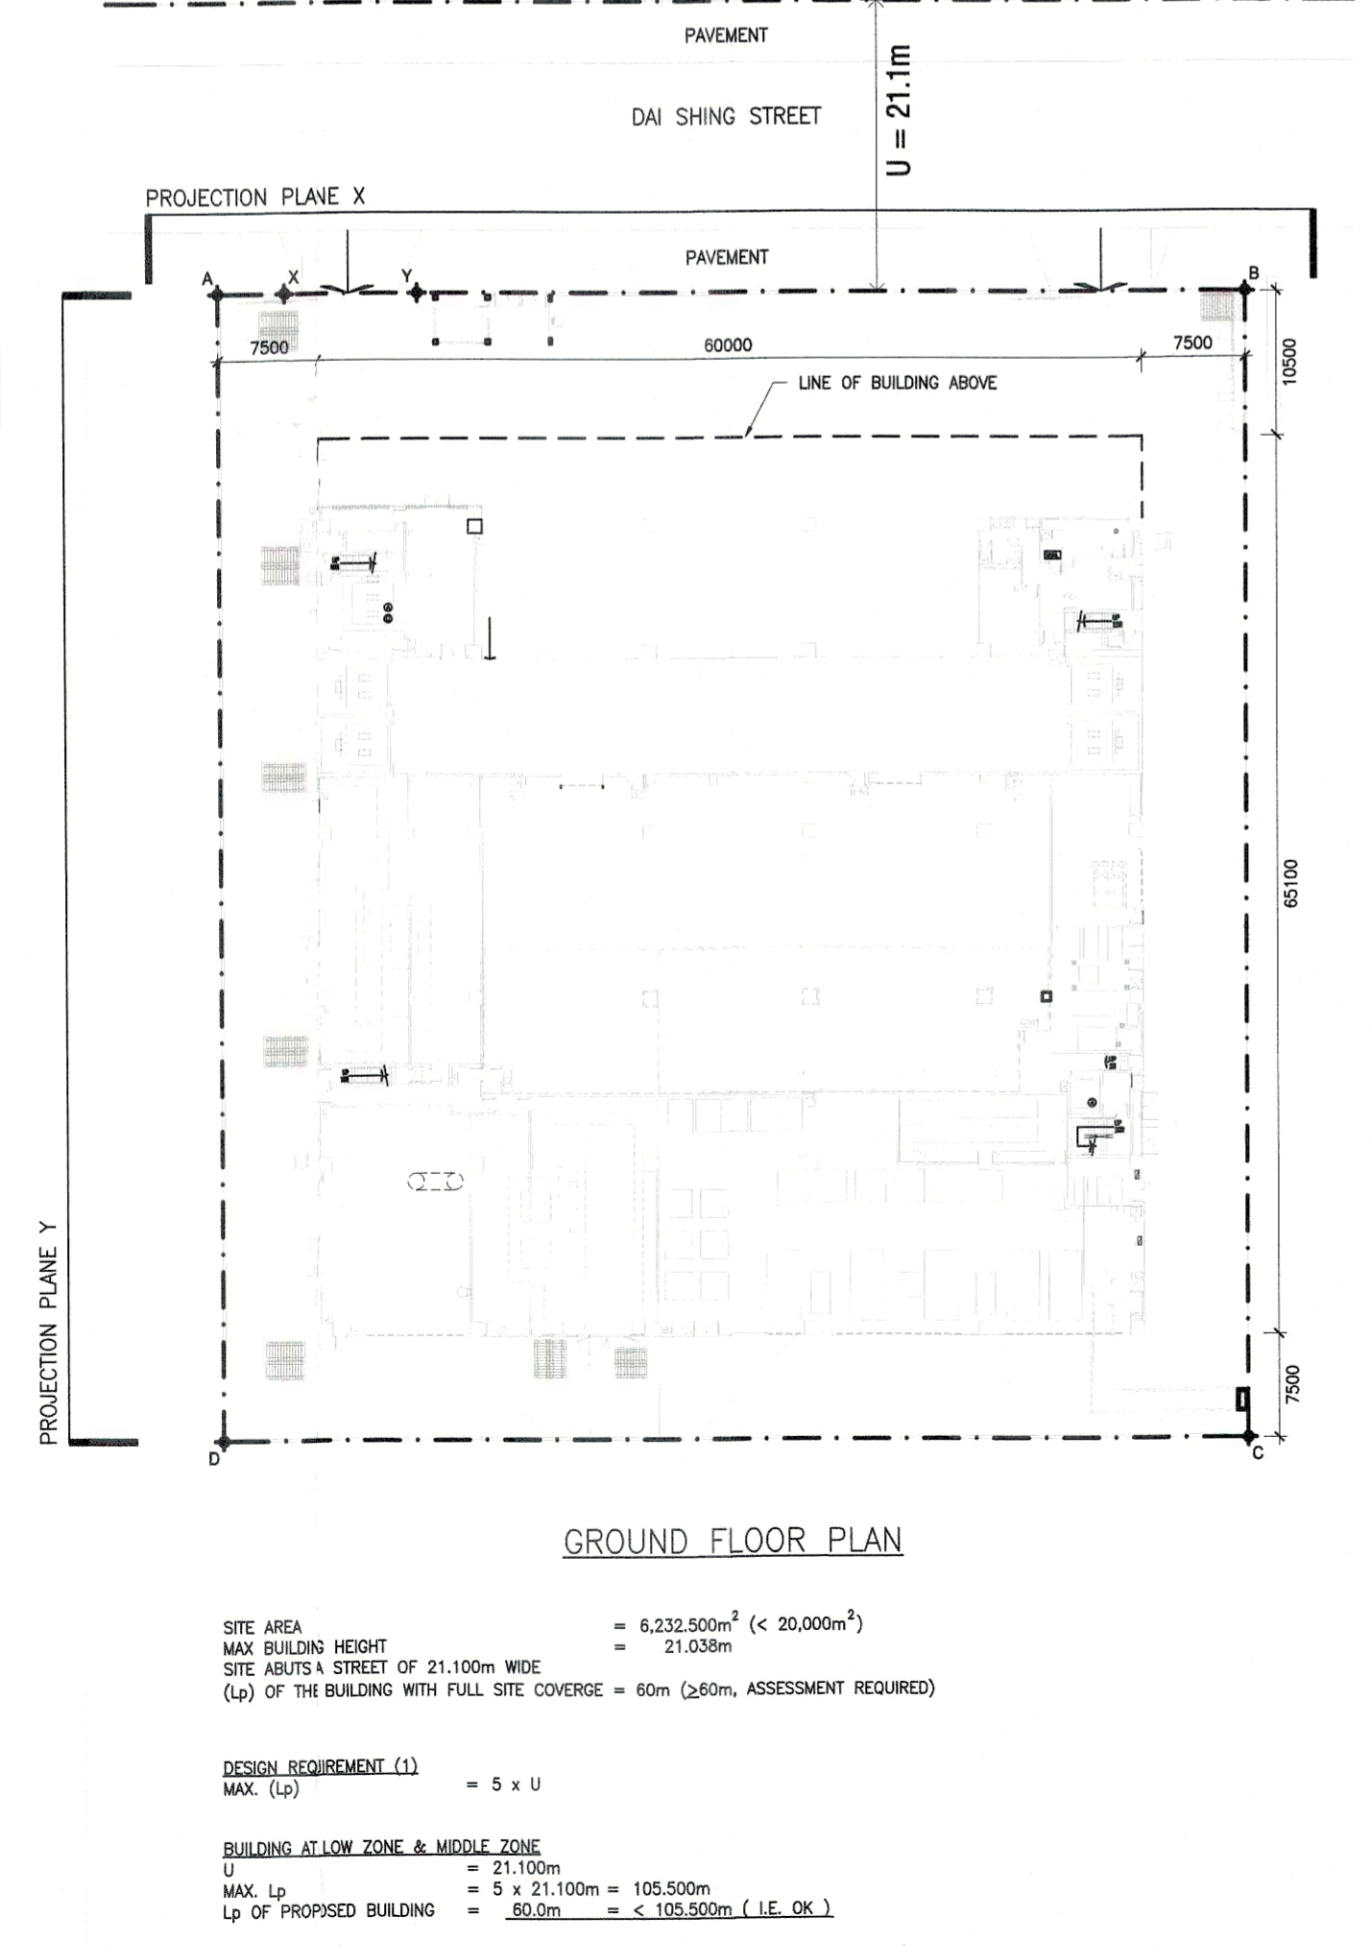 PAVEMENT
U = 21.1m
DAI SHING STREET
PROJECTION PLANE X
PAVEMENT
A
X
Y
B
7500
60000
7500
10500
LINE OF BUILDING ABOVE
65100
PROJECTION PLANE Y
7500
D
C
GROUND FLOOR PLAN
SITE AREA = 6,232.500m² (< 20,000m²)
MAX BUILDING HEIGHT = 21.038m
SITE ABUTS A STREET OF 21.100m WIDE
(Lp) OF THE BUILDING WITH FULL SITE COVERGE = 60m (≥60m, ASSESSMENT REQUIRED)
DESIGN REQUIREMENT (1)
MAX. (Lp) = 5 x U
BUILDING AT LOW ZONE & MIDDLE ZONE
U = 21.100m
MAX. Lp = 5 x 21.100m = 105.500m
Lp OF PROPOSED BUILDING = 60.0m = < 105.500m ( I.E. OK )